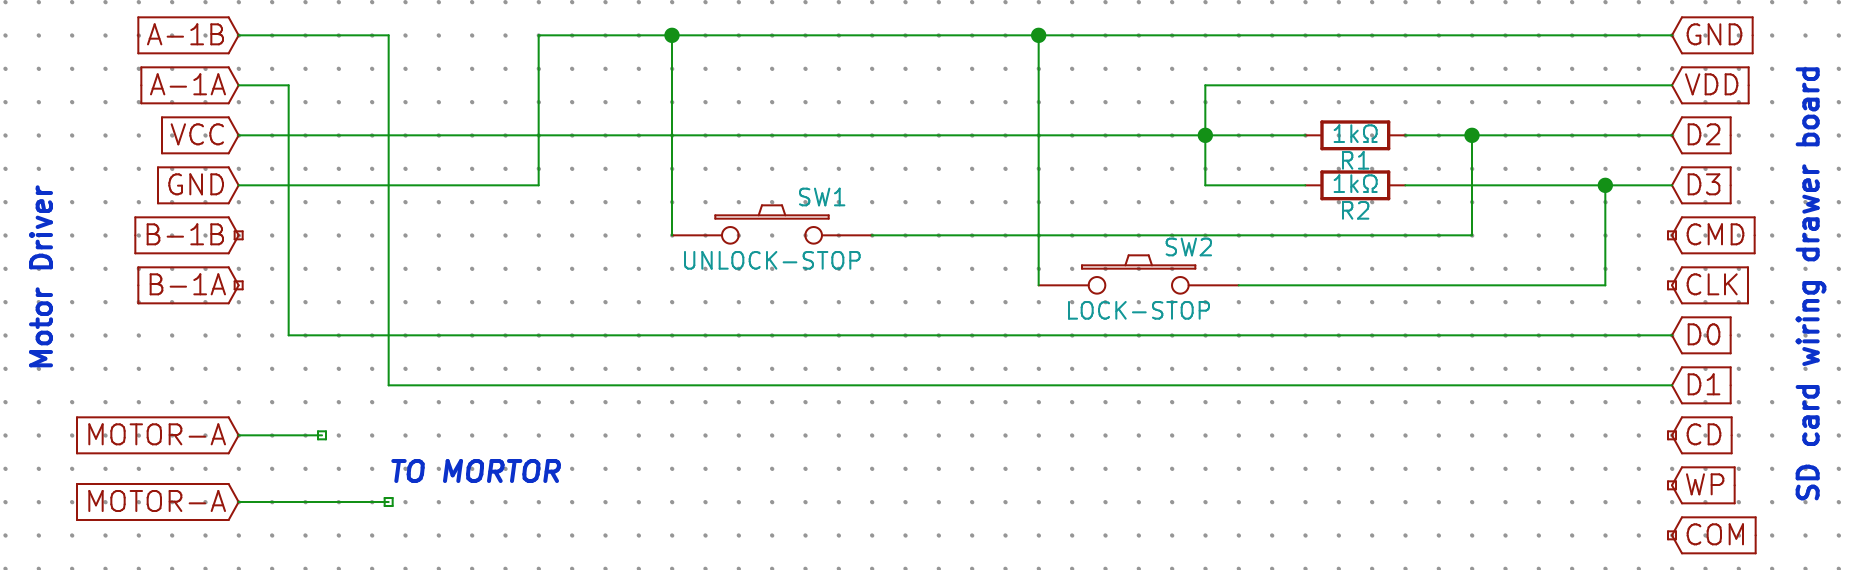 A-1B
A-1A
VCC
GND
B-1B
B-1A
Motor Driver
MOTOR-A
MOTOR-A
TO MORTOR
SW1
UNLOCK-STOP
SW2
LOCK-STOP
1kΩ
R1
1kΩ
R2
GND
VDD
D2
D3
CMD
CLK
D0
D1
CD
WP
COM
SD card wiring drawer board